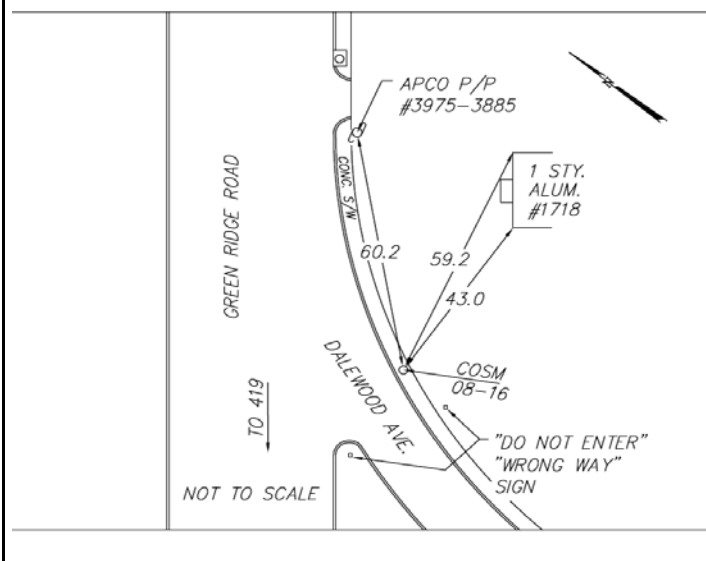 APCO P/P
#3975-3885
N
1 STY.
ALUM.
#1718
CONC. S/W
GREEN RIDGE ROAD
60.2
59.2
43.0
DALEWOOD AVE.
COSM
08-16
TO 419
"DO NOT ENTER"
"WRONG WAY"
SIGN
NOT TO SCALE